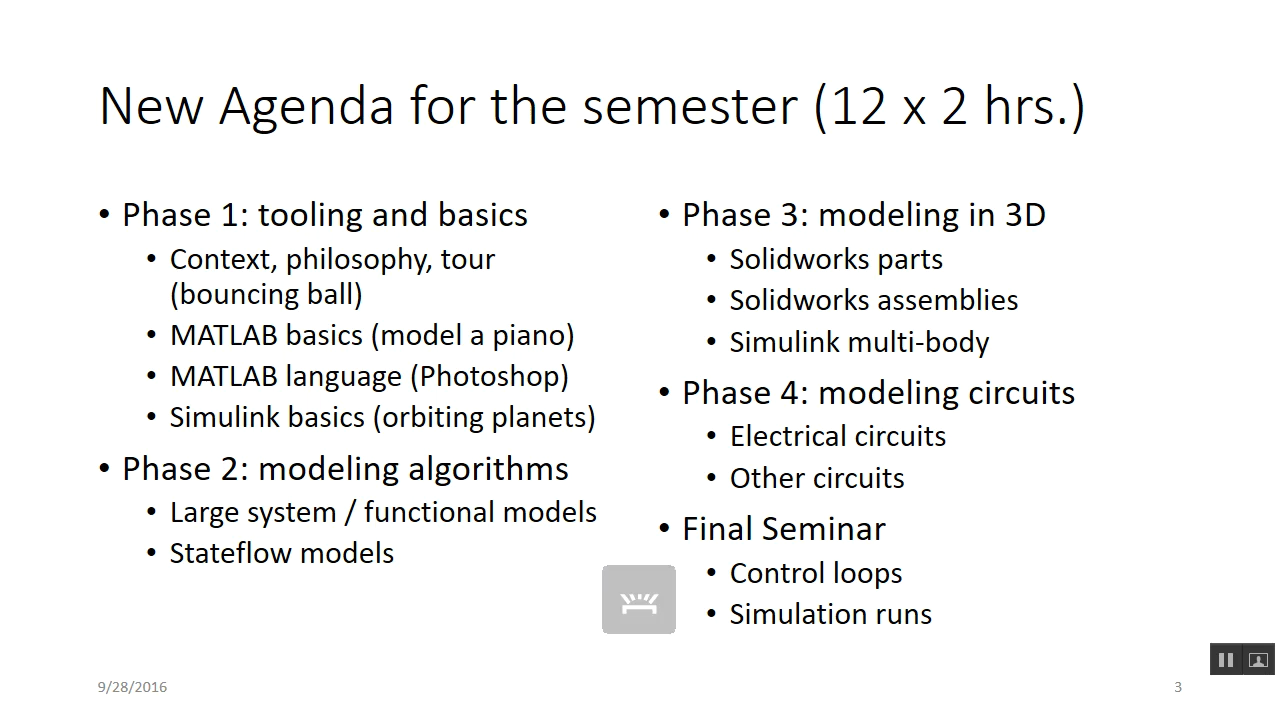 New Agenda for the semester (12 x 2 hrs.)
• Phase 1: tooling and basics
• Context, philosophy, tour
(bouncing ball)
• MATLAB basics (model a piano)
• MATLAB language (Photoshop)
• Simulink basics (orbiting planets)
• Phase 2: modeling algorithms
• Large system / functional models
• Stateflow models
• Phase 3: modeling in 3D
• Solidworks parts
• Solidworks assemblies
• Simulink multi-body
• Phase 4: modeling circuits
• Electrical circuits
• Other circuits
• Final Seminar
• Control loops
• Simulation runs
9/28/2016
3